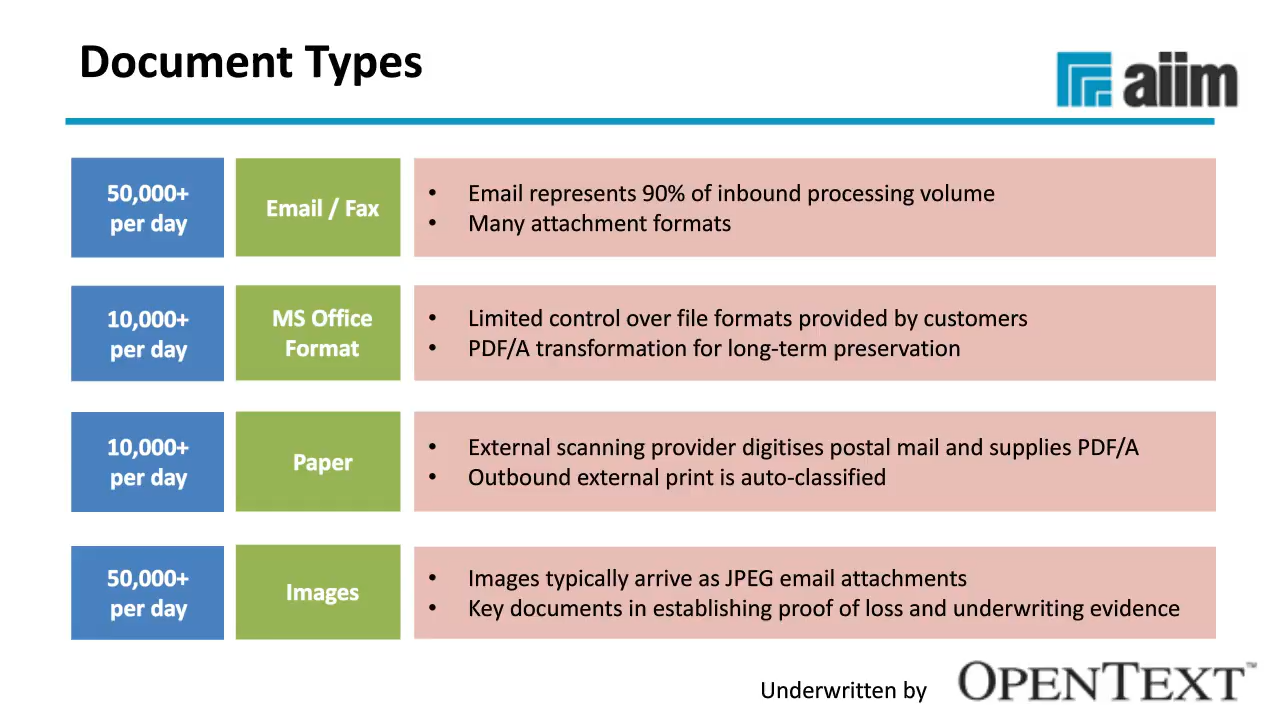 Document Types
aiim
50,000+
per day
Email / Fax
• Email represents 90% of inbound processing volume
• Many attachment formats
10,000+
per day
MS Office
Format
• Limited control over file formats provided by customers
• PDF/A transformation for long-term preservation
10,000+
per day
Paper
• External scanning provider digitises postal mail and supplies PDF/A
• Outbound external print is auto-classified
50,000+
per day
Images
• Images typically arrive as JPEG email attachments
• Key documents in establishing proof of loss and underwriting evidence
Underwritten by
OPENTEXT™